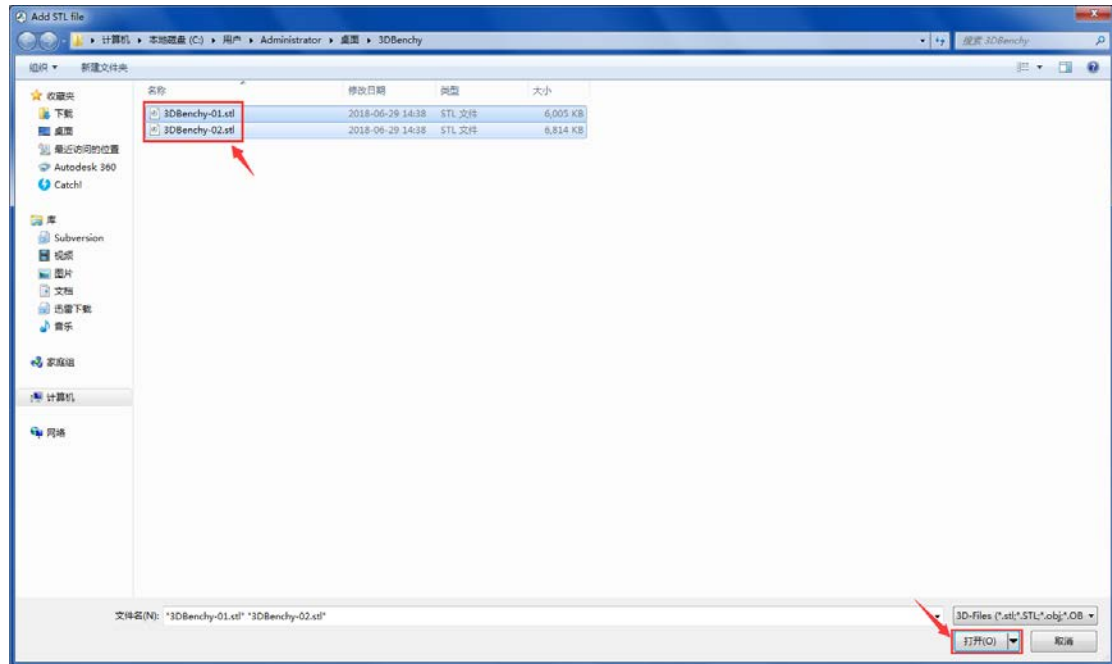 Add STL file
计算机 ▸ 本地磁盘 (C:) ▸ 用户 ▸ Administrator ▸ 桌面 ▸ 3DBenchy
搜索 3DBenchy
组织 新建文件夹
名称 修改日期 类型 大小
3DBenchy-01.stl 2018-06-29 14:38 STL 文件 6,005 KB
3DBenchy-02.stl 2018-06-29 14:38 STL 文件 6,814 KB
收藏夹
下载
桌面
最近访问的位置
Autodesk 360
Catch!
库
Subversion
视频
图片
文档
迅雷下载
音乐
家庭组
计算机
网络
文件名(N): "3DBenchy-01.stl" "3DBenchy-02.stl"
3D-Files (*.stl;*.STL;*.obj;*.OB
打开(O) 取消